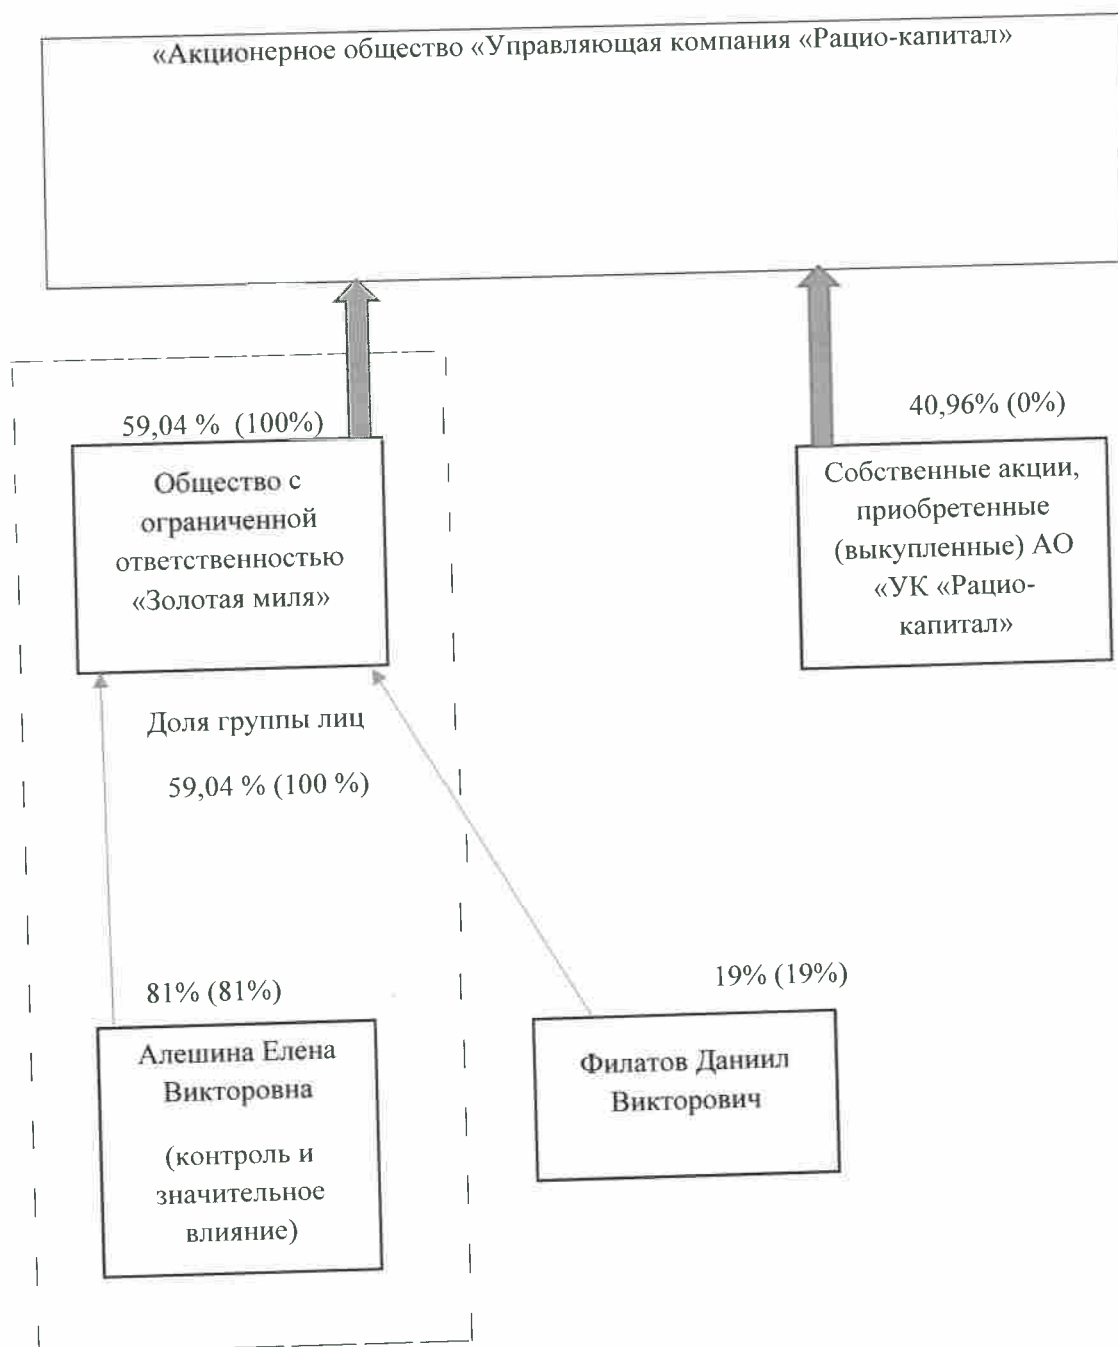 «Акционерное общество «Управляющая компания «Рацио-капитал»
59,04 % (100%)
40,96% (0%)
Общество с
ограниченной
ответственностью
«Золотая миля»
Собственные акции,
приобретенные
(выкупленные) АО
«УК «Рацио-
капитал»
Доля группы лиц
59,04 % (100 %)
81% (81%)
19% (19%)
Алешина Елена
Викторовна
(контроль и
значительное
влияние)
Филатов Даниил
Викторович